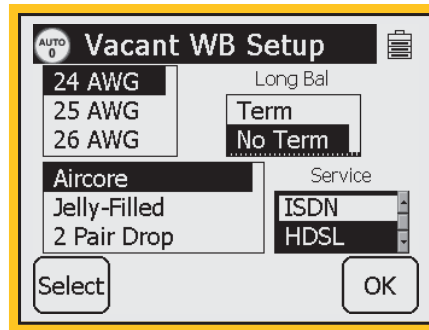 AUTO
0
Vacant WB Setup
24 AWG
25 AWG
26 AWG
Long Bal
Term
No Term
Aircore
Jelly-Filled
2 Pair Drop
Service
ISDN
HDSL
Select
OK